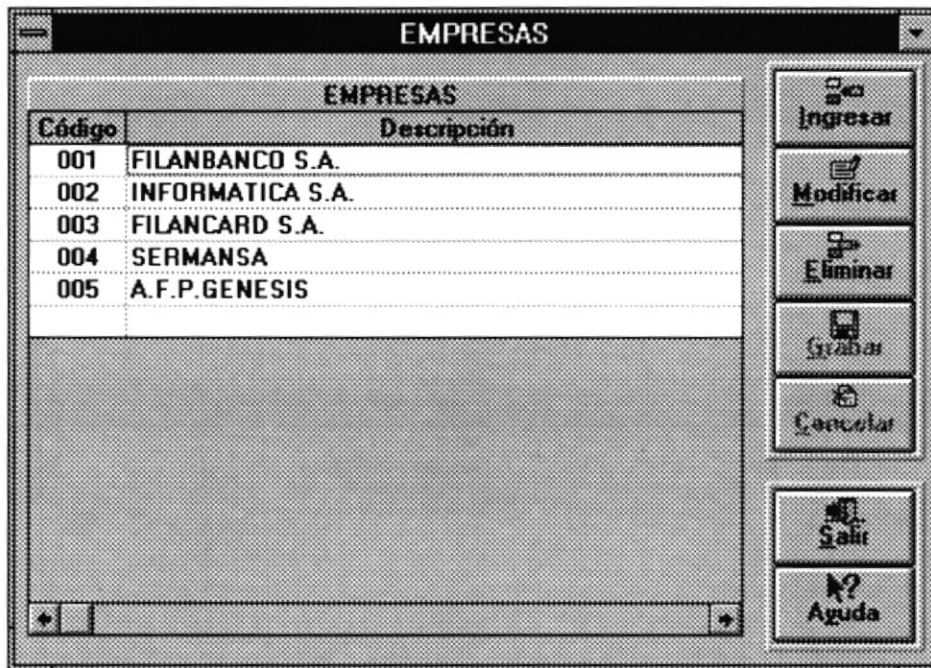 EMPRESAS
EMPRESAS
Código Descripción
001 FILANBANCO S.A.
002 INFORMATICA S.A.
003 FILANCARD S.A.
004 SERMANSA
005 A.F.P.GENESIS
Ingresar
Modificar
Eliminar
Grabar
Cancelar
Salir
Ayuda